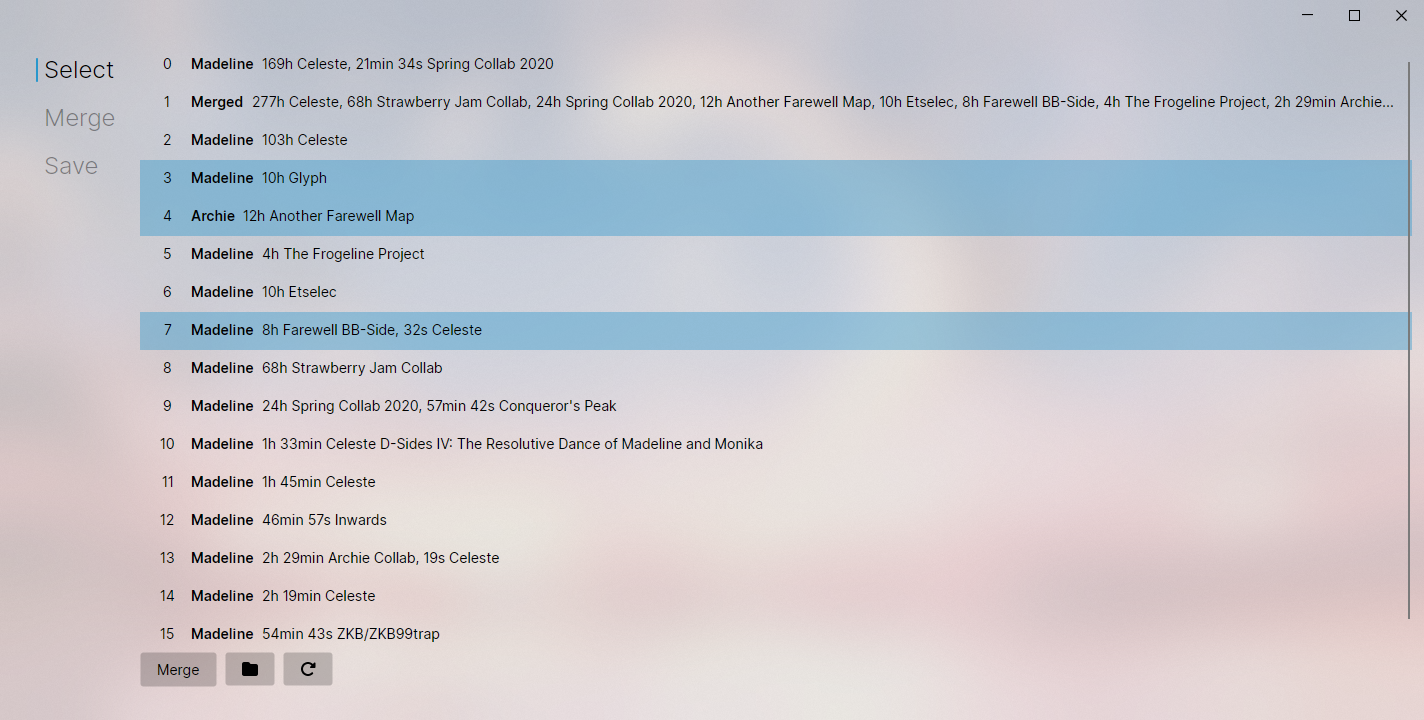 Select
Merge
Save
0 Madeline 169h Celeste, 21min 34s Spring Collab 2020
1 Merged 277h Celeste, 68h Strawberry Jam Collab, 24h Spring Collab 2020, 12h Another Farewell Map, 10h Etselec, 8h Farewell BB-Side, 4h The Frogeline Project, 2h 29min Archie...
2 Madeline 103h Celeste
3 Madeline 10h Glyph
4 Archie 12h Another Farewell Map
5 Madeline 4h The Frogeline Project
6 Madeline 10h Etselec
7 Madeline 8h Farewell BB-Side, 32s Celeste
8 Madeline 68h Strawberry Jam Collab
9 Madeline 24h Spring Collab 2020, 57min 42s Conqueror's Peak
10 Madeline 1h 33min Celeste D-Sides IV: The Resolutive Dance of Madeline and Monika
11 Madeline 1h 45min Celeste
12 Madeline 46min 57s Inwards
13 Madeline 2h 29min Archie Collab, 19s Celeste
14 Madeline 2h 19min Celeste
15 Madeline 54min 43s ZKB/ZKB99trap
Merge